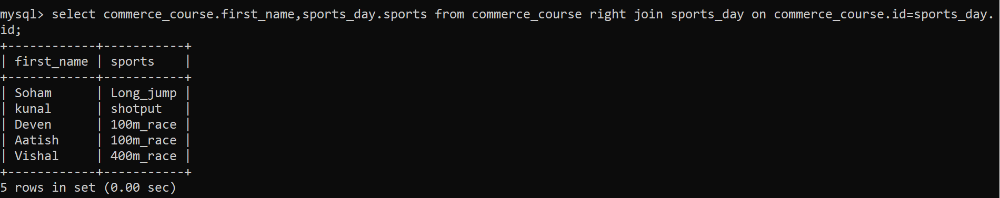 mysql> select commerce_course.first_name,sports_day.sports from commerce_course right join sports_day on commerce_course.id=sports_day.
id;
+------------+-----------+
| first_name | sports    |
+------------+-----------+
| Soham      | Long_jump |
| kunal      | shotput   |
| Deven      | 100m_race |
| Aatish     | 100m_race |
| Vishal     | 400m_race |
+------------+-----------+
5 rows in set (0.00 sec)